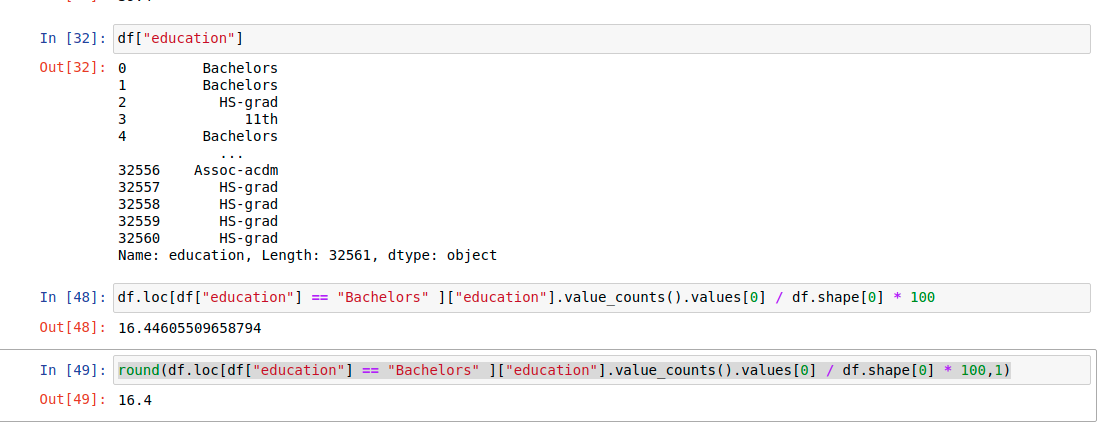 In [32]: df["education"]
Out[32]: 0 Bachelors
1 Bachelors
2 HS-grad
3 11th
4 Bachelors
...
32556 Assoc-acdm
32557 HS-grad
32558 HS-grad
32559 HS-grad
32560 HS-grad
Name: education, Length: 32561, dtype: object
In [48]: df.loc[df["education"] == "Bachelors" ]["education"].value_counts().values[0] / df.shape[0] * 100
Out[48]: 16.44605509658794
In [49]: round(df.loc[df["education"] == "Bachelors" ]["education"].value_counts().values[0] / df.shape[0] * 100,1)
Out[49]: 16.4